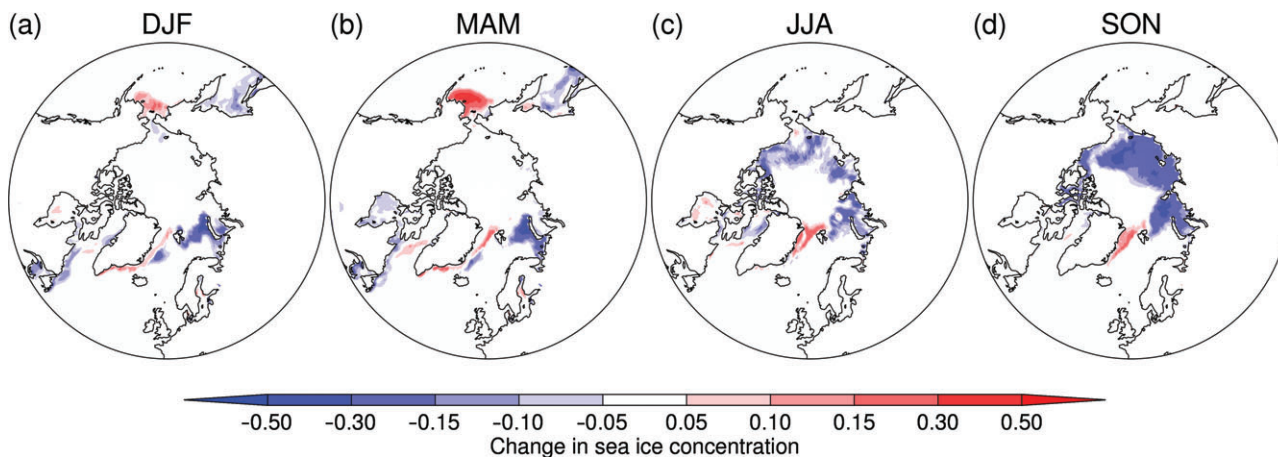 (a) DJF (b) MAM (c) JJA (d) SON
−0.50 −0.30 −0.15 −0.10 −0.05 0.05 0.10 0.15 0.30 0.50
Change in sea ice concentration